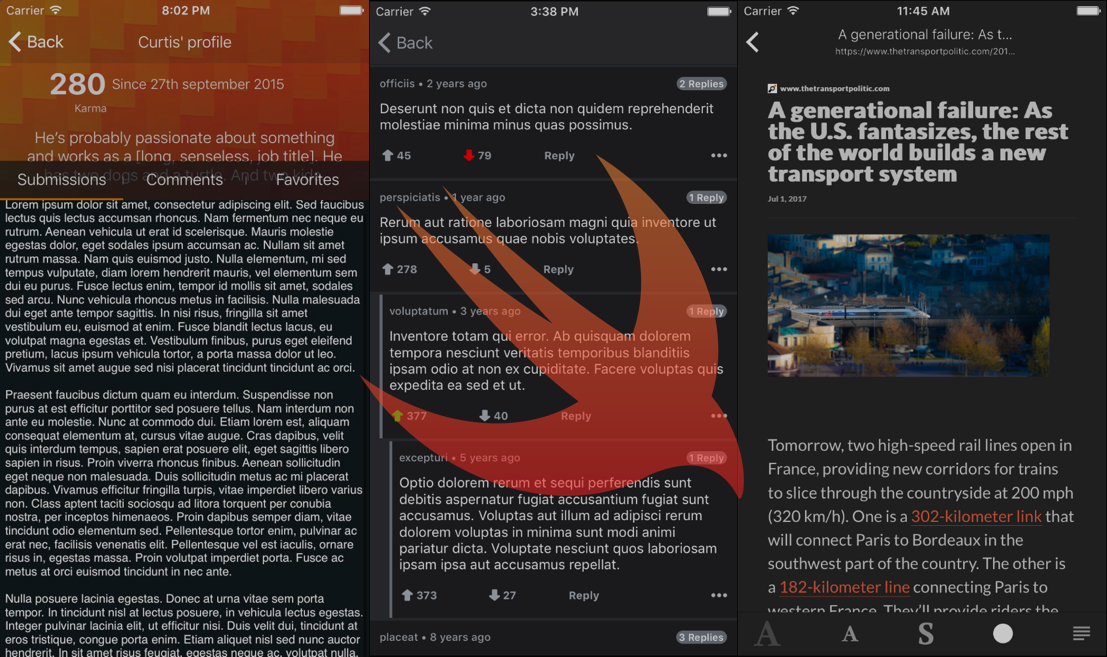 Carrier 8:02 PM
Back Curtis' profile
280 Since 27th september 2015
Karma
He's probably passionate about something
and works as a [long, senseless, job title]. He
has two dogs and a turtle. And two kids
Submissions Comments Favorites
Lorem ipsum dolor sit amet, consectetur adipiscing elit. Sed faucibus
lectus quis lectus accumsan rhoncus. Nam fermentum nec neque eu
rutrum. Aenean vehicula ut erat id scelerisque. Mauris molestie
egestas dolor, eget sodales ipsum accumsan ac. Nullam sit amet
rutrum massa. Nam quis euismod justo. Nulla elementum, mi sed
tempus vulputate, diam lorem hendrerit mauris, vel elementum sem
dui eu purus. Fusce lectus enim, tempor id mollis sit amet, sodales
sed arcu. Nunc vehicula rhoncus metus in facilisis. Nulla malesuada
dui eget ante tempor sagittis. In nisi risus, fringilla sit amet
vestibulum eu, euismod at enim. Fusce blandit lectus lacus, eu
volutpat magna egestas et. Vestibulum finibus, purus eget eleifend
pretium, lacus ipsum vehicula tortor, a porta massa dolor ut leo.
Vivamus sit amet augue sed nisi placerat tincidunt tincidunt ac orci.
Praesent faucibus dictum quam eu interdum. Suspendisse non
purus at est efficitur porttitor sed posuere tellus. Nam interdum non
ante eu molestie. Nunc at commodo dui. Etiam lorem est, aliquam
consequat elementum at, cursus vitae augue. Cras dapibus, velit
quis interdum tempus, sapien erat posuere elit, eget sagittis libero
sapien in risus. Proin viverra rhoncus finibus. Aenean sollicitudin
eget neque non malesuada. Duis sollicitudin metus ac mi placerat
dapibus. Vivamus efficitur fringilla turpis, vitae imperdiet libero varius
non. Class aptent taciti sociosqu ad litora torquent per conubia
nostra, per inceptos himenaeos. Proin dapibus semper diam, vitae
tincidunt odio elementum sed. Pellentesque tortor enim, pulvinar ac
erat nec, facilisis venenatis elit. Pellentesque vel est iaculis, ornare
risus in, egestas massa. Proin volutpat imperdiet porta. Fusce ac
metus at orci euismod tincidunt in nec ante.
Nulla posuere lacinia egestas. Donec at urna vitae sem porta
tempor. In tincidunt nisl at lectus posuere, in vehicula lectus egestas.
Integer pulvinar lacinia elit, ut efficitur nisi. Duis velit dui, tincidunt at
eros tristique, congue porta enim. Etiam aliquet nisl sed nunc auctor
hendrerit. In sit amet risus feugiat, egestas neque ac, volutpat nulla.
Carrier 3:38 PM
Back
officiis • 2 years ago 2 Replies
Deserunt non quis et dicta non quidem reprehenderit
molestiae minima minus quas possimus.
45 79 Reply
perspiciatis • 1 year ago 1 Reply
Rerum aut ratione laboriosam magni quia inventore ut
ipsum accusamus quae nobis voluptates.
278 5 Reply
voluptatum • 3 years ago 1 Reply
Inventore totam qui error. Ab quisquam dolorem
tempora nesciunt veritatis temporibus blanditiis
ipsam odio at non ex cupiditate. Facere voluptas quis
expedita ea sed et ut.
377 40 Reply
excepturi • 5 years ago 1 Reply
Optio dolorem rerum et sequi perferendis sunt
debitis aspernatur fugiat accusantium fugiat sunt
accusamus. Voluptas aut illum ad adipisci rerum
dolorem voluptas in minima sunt modi animi
pariatur dicta. Voluptate nesciunt quos laboriosam
ipsam ipsa aut accusamus repellat.
373 27 Reply
placeat • 8 years ago 3 Replies
Carrier 11:45 AM
A generational failure: As t...
https://www.thetransportpolitic.com/201...
www.thetransportpolitic.com
A generational failure: As
the U.S. fantasizes, the rest
of the world builds a new
transport system
Jul 1, 2017
Tomorrow, two high-speed rail lines open in
France, providing new corridors for trains
to slice through the countryside at 200 mph
(320 km/h). One is a 302-kilometer link that
will connect Paris to Bordeaux in the
southwest part of the country. The other is
a 182-kilometer line connecting Paris to
western France. They'll provide riders the
A A S